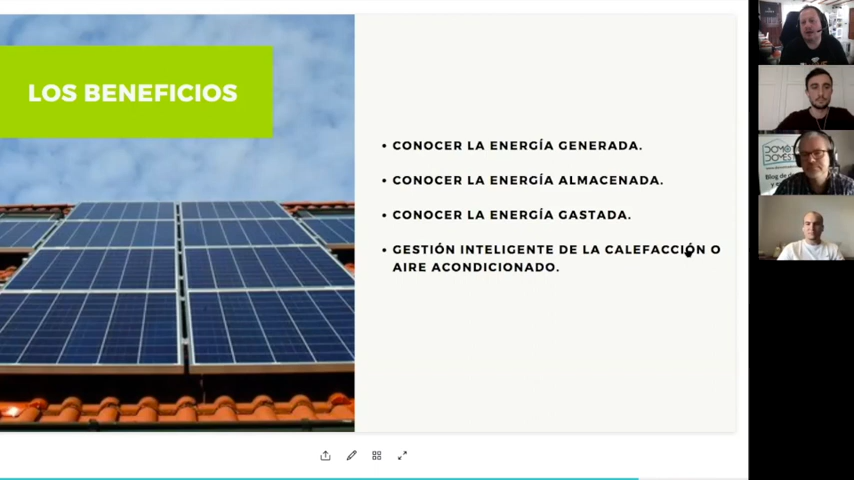 LOS BENEFICIOS
• CONOCER LA ENERGÍA GENERADA.
• CONOCER LA ENERGÍA ALMACENADA.
• CONOCER LA ENERGÍA GASTADA.
• GESTIÓN INTELIGENTE DE LA CALEFACCIÓN O
AIRE ACONDICIONADO.